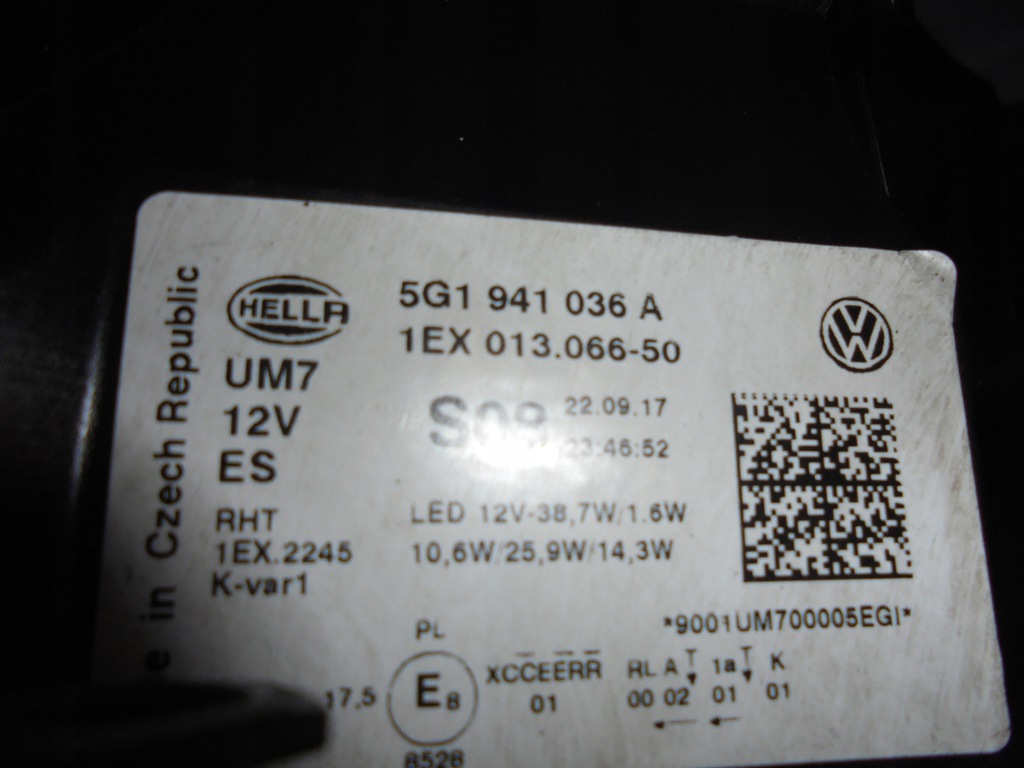 HELLA
5G1 941 036 A
1EX 013.066-50
UM7
12V
ES
S08 22.09.17
23:46:52
RHT
1EX.2245
K-var1
LED 12V-38,7W/1.6W
10,6W/25,9W/14,3W
*9001UM700005EGI*
PL
17,5
E8
8528
XCCEERR
01
RL A 1a K
00 02 01 01
e in Czech Republic
VW